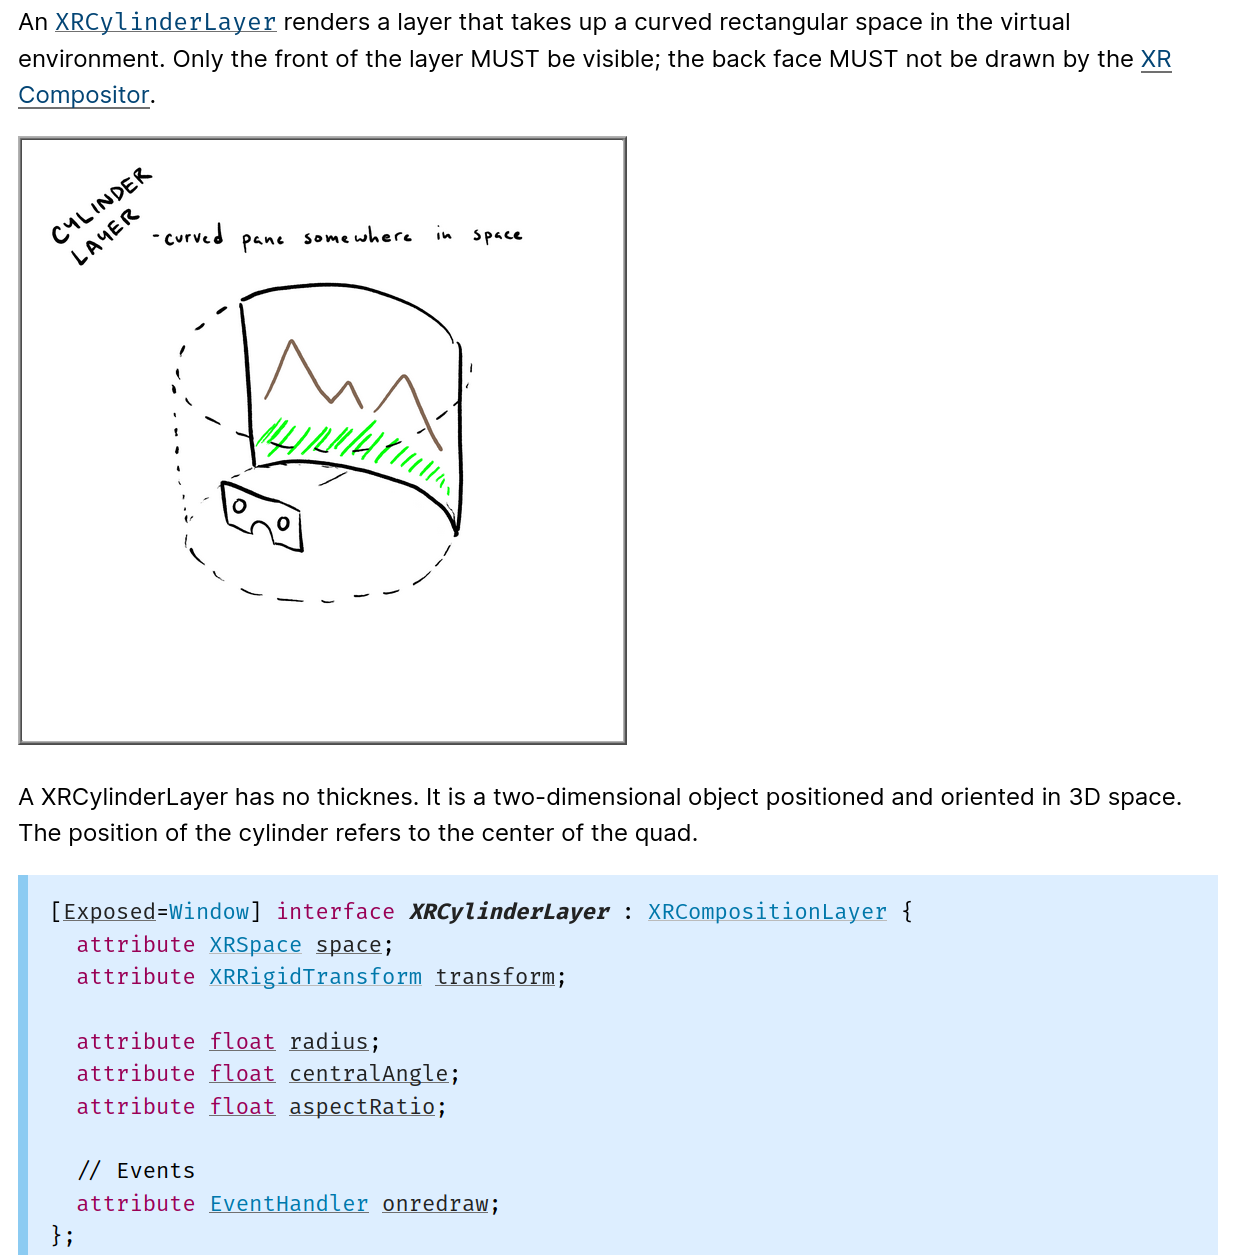 An XRCylinderLayer renders a layer that takes up a curved rectangular space in the virtual
environment. Only the front of the layer MUST be visible; the back face MUST not be drawn by the XR
Compositor.
CYLINDER
LAYER
-curved pane somewhere in space
A XRCylinderLayer has no thicknes. It is a two-dimensional object positioned and oriented in 3D space.
The position of the cylinder refers to the center of the quad.
[Exposed=Window] interface XRCylinderLayer : XRCompositionLayer {
  attribute XRSpace space;
  attribute XRRigidTransform transform;
  attribute float radius;
  attribute float centralAngle;
  attribute float aspectRatio;
  // Events
  attribute EventHandler onredraw;
};